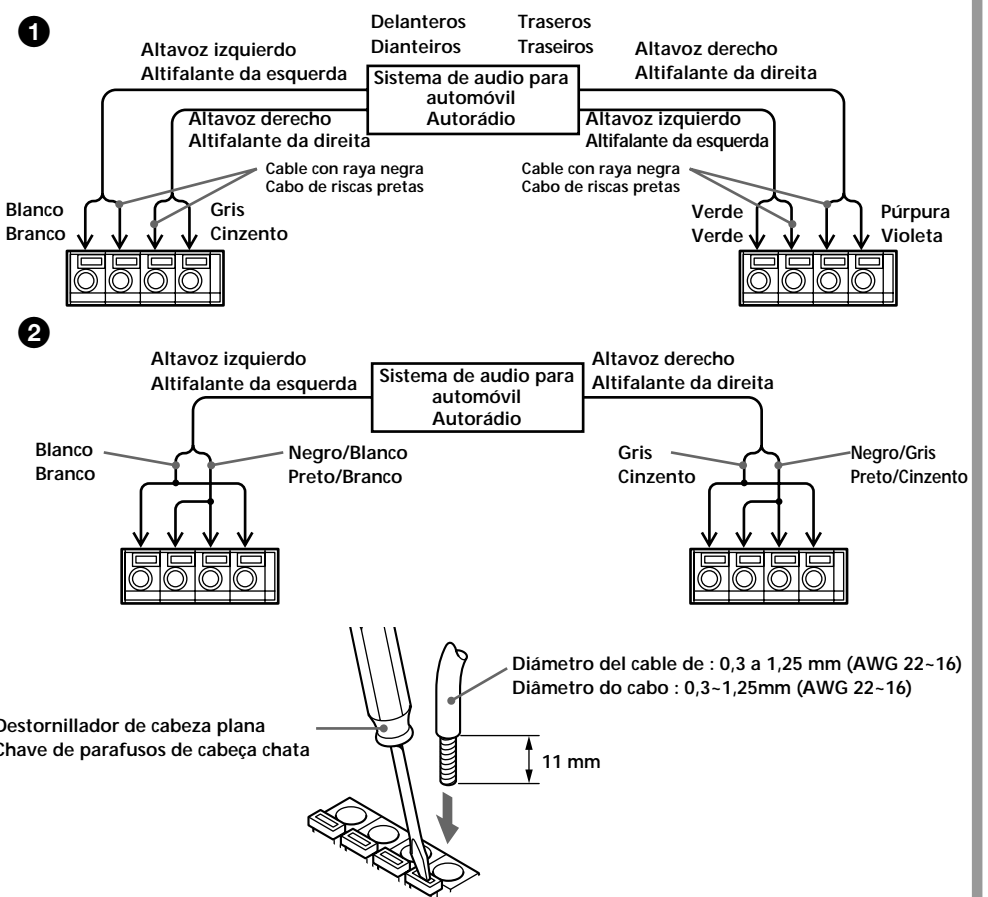 1
Delanteros
Dianteiros
Traseros
Traseiros
Altavoz izquierdo
Altifalante da esquerda
Sistema de audio para
automóvil
Autorádio
Altavoz derecho
Altifalante da direita
Altavoz derecho
Altifalante da direita
Altavoz izquierdo
Altifalante da esquerda
Cable con raya negra
Cabo de riscas pretas
Cable con raya negra
Cabo de riscas pretas
Blanco
Branco
Gris
Cinzento
Verde
Verde
Púrpura
Violeta
2
Altavoz izquierdo
Altifalante da esquerda
Sistema de audio para
automóvil
Autorádio
Altavoz derecho
Altifalante da direita
Blanco
Branco
Negro/Blanco
Preto/Branco
Gris
Cinzento
Negro/Gris
Preto/Cinzento
Diámetro del cable de : 0,3 a 1,25 mm (AWG 22~16)
Diâmetro do cabo : 0,3~1,25mm (AWG 22~16)
Destornillador de cabeza plana
Chave de parafusos de cabeça chata
11 mm